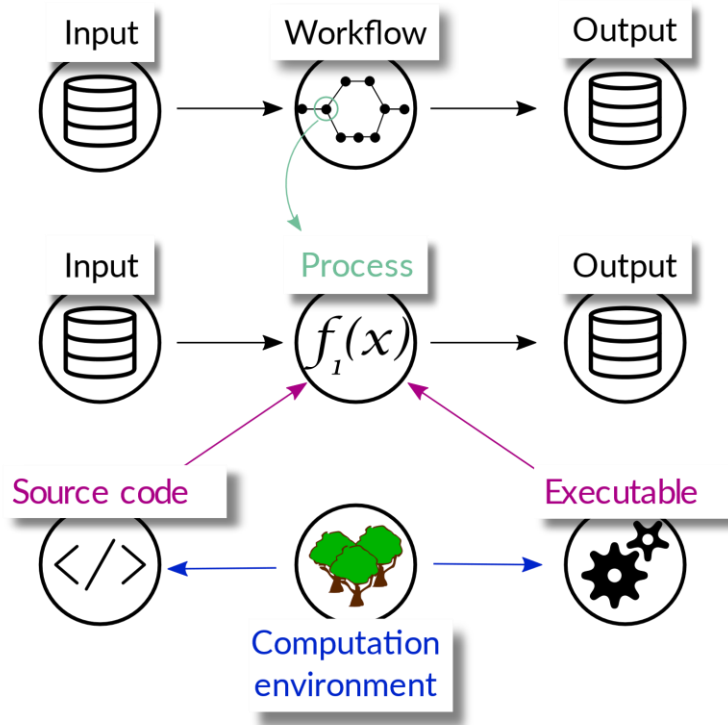 Input
Workflow
Output
Input
Process
Output
f₁(x)
Source code
Executable
</>
Computation
environment